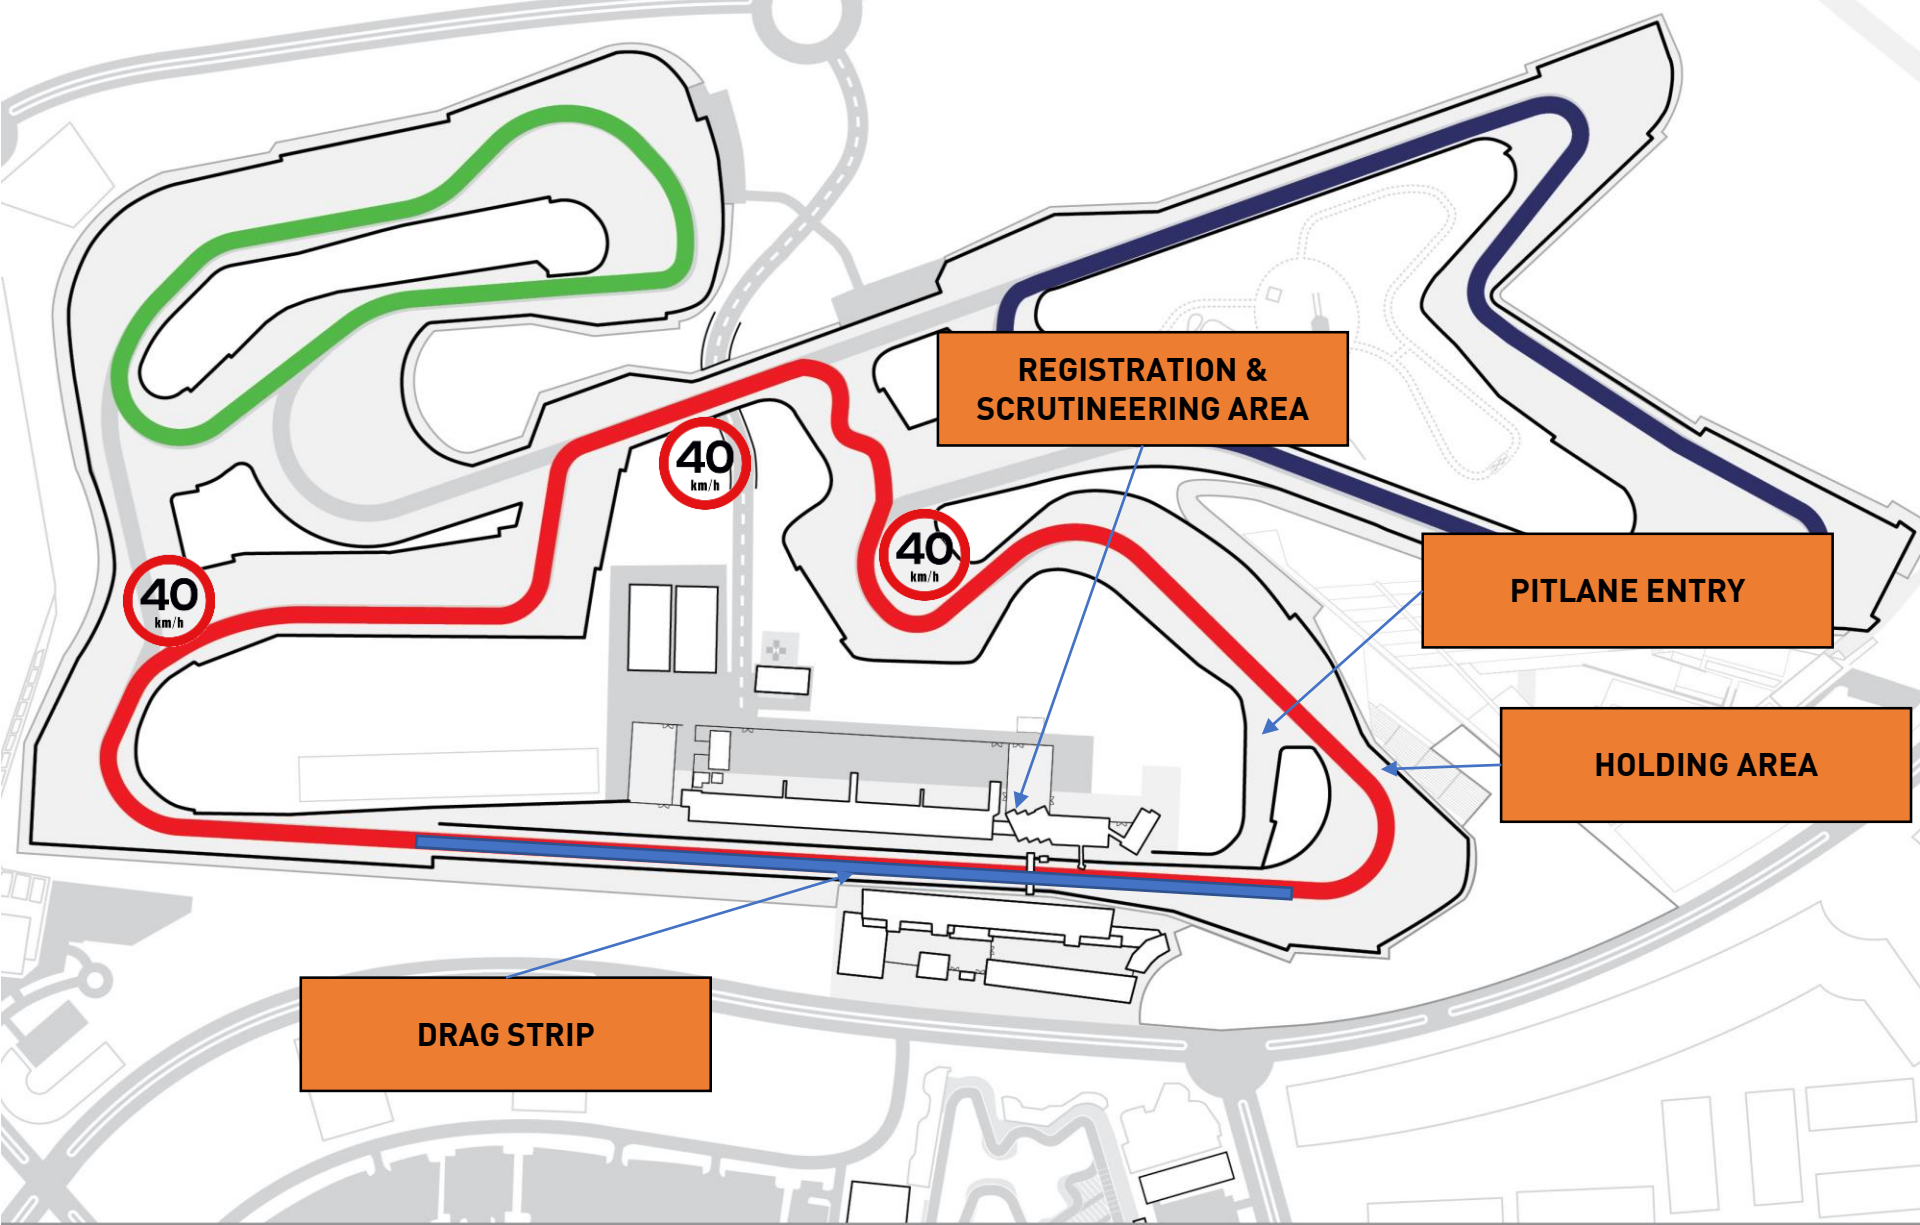 REGISTRATION &
SCRUTINEERING AREA
40
km/h
40
km/h
PITLANE ENTRY
40
km/h
HOLDING AREA
DRAG STRIP